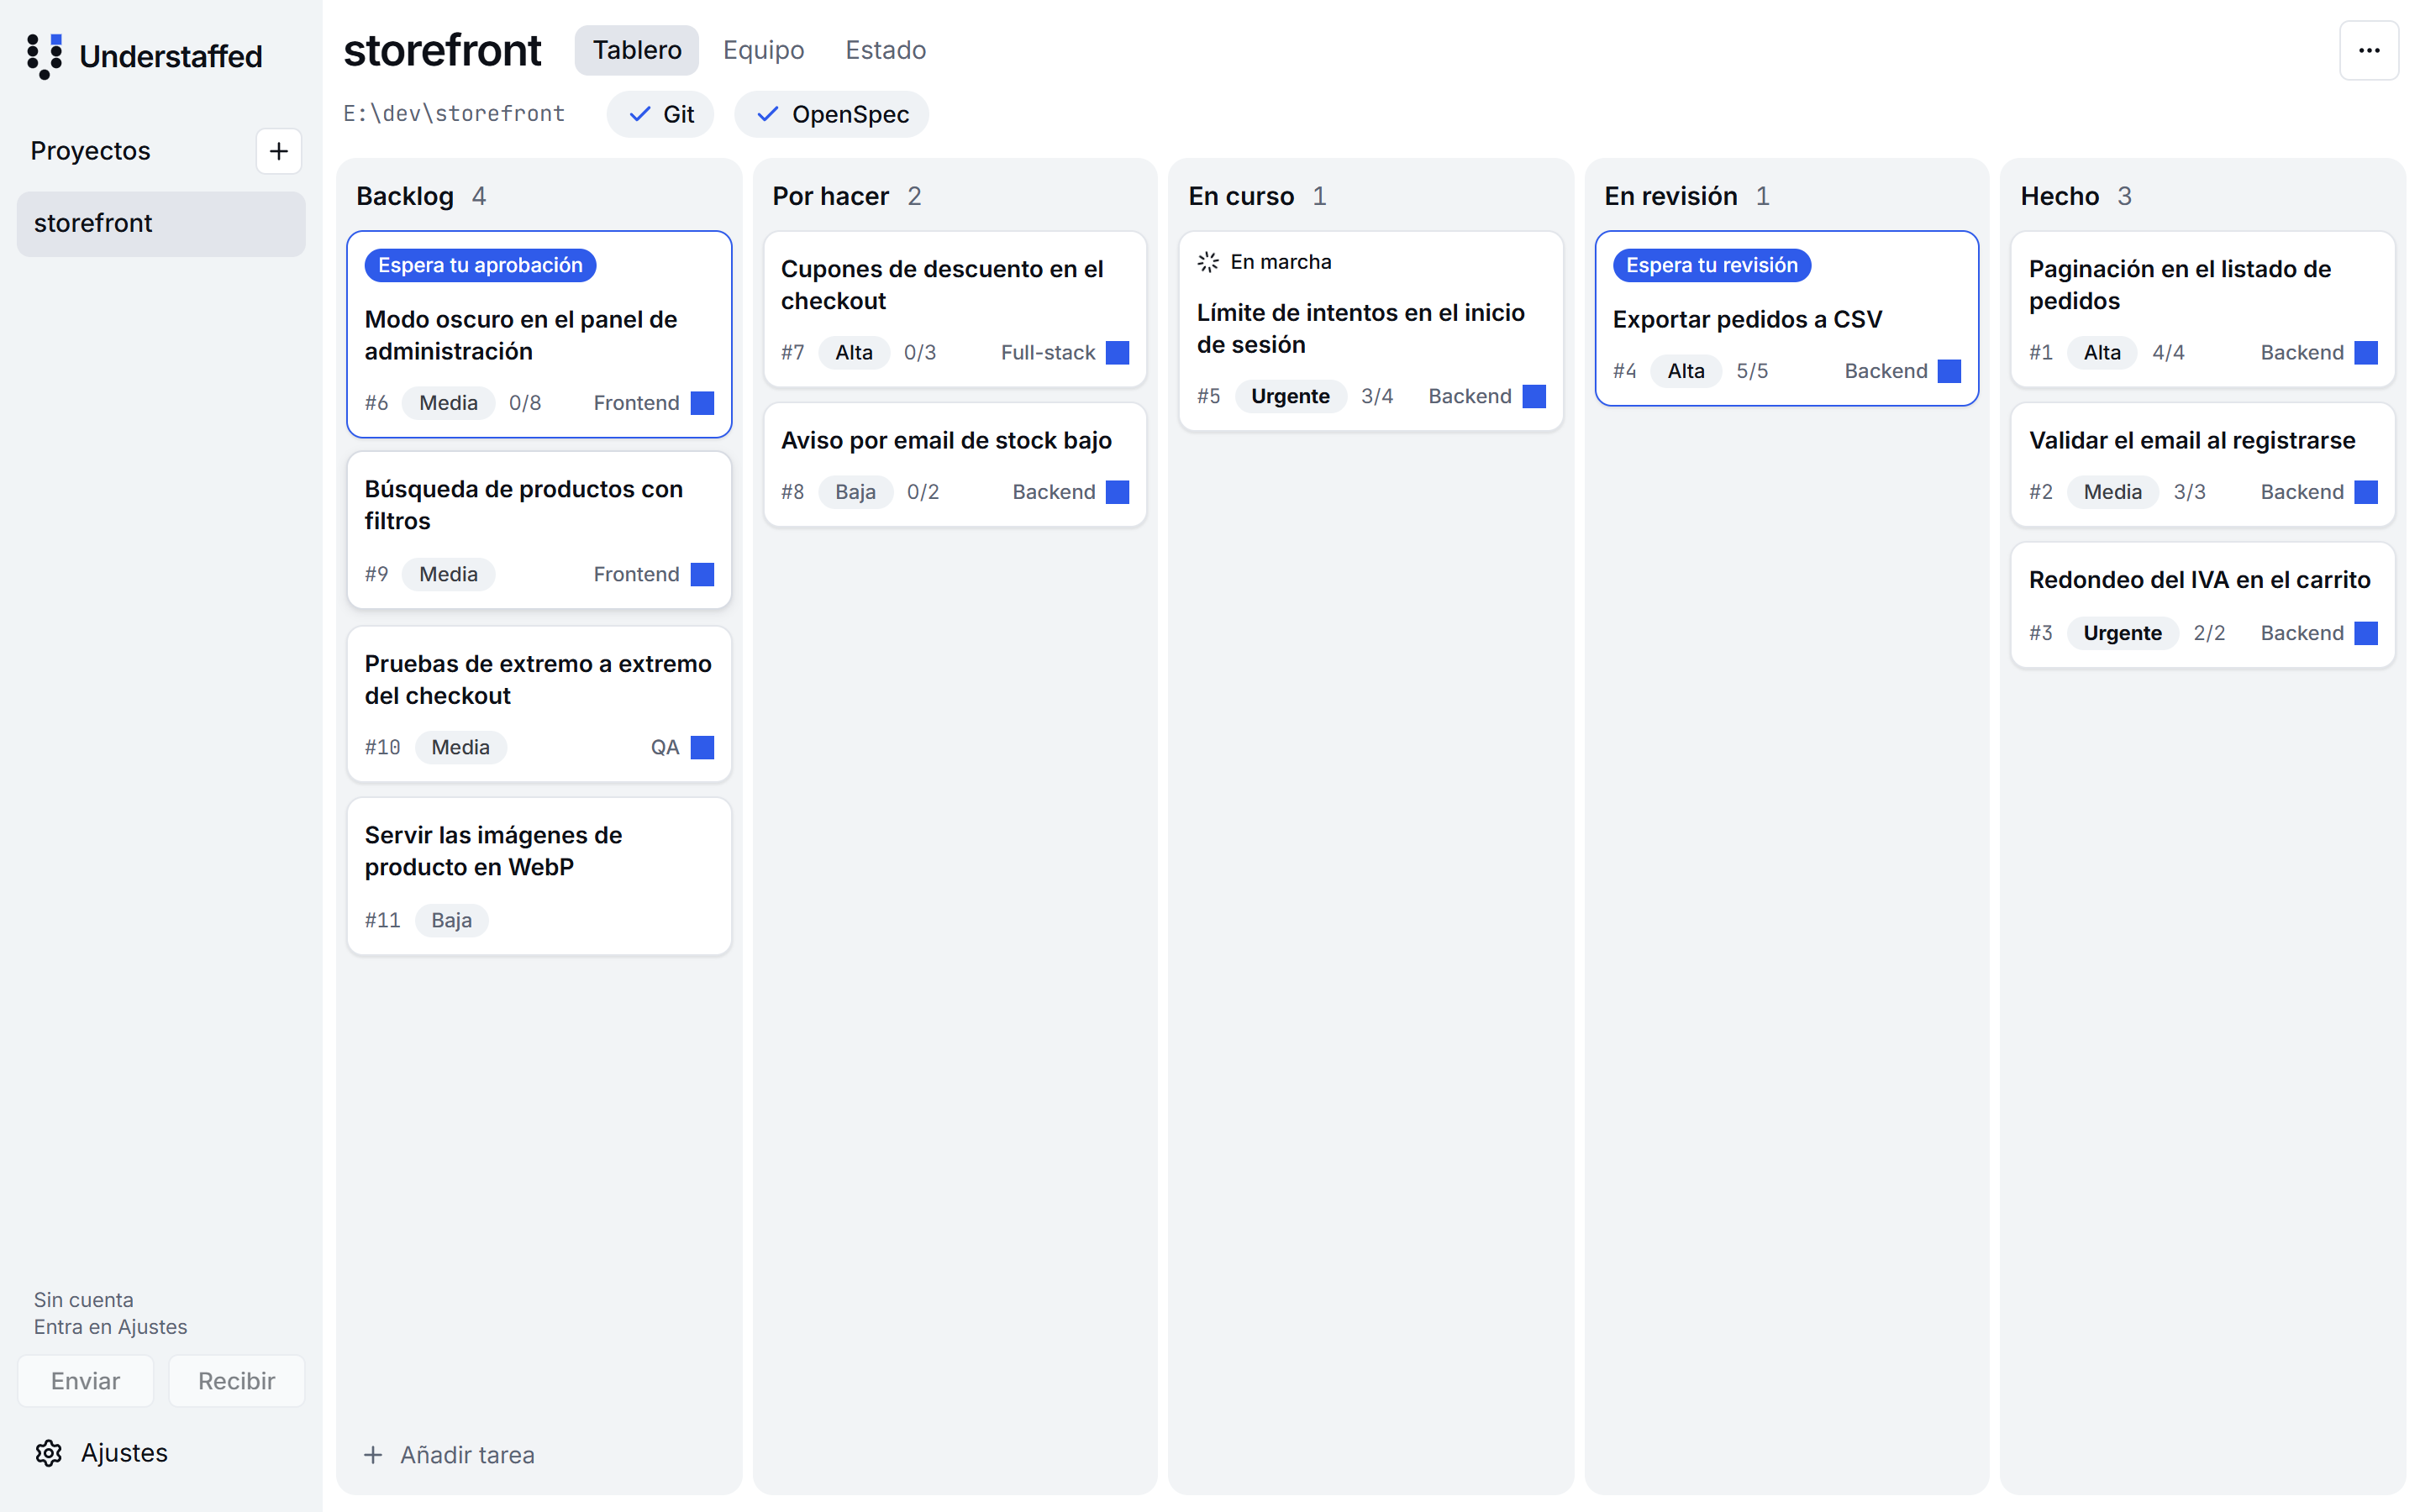 Understaffed
Proyectos
storefront
Sin cuenta
Entra en Ajustes
Enviar
Recibir
Ajustes
storefront
Tablero
Equipo
Estado
E:\dev\storefront
Git
OpenSpec
Backlog 4
Espera tu aprobación
Modo oscuro en el panel de
administración
#6 Media 0/8 Frontend
Búsqueda de productos con
filtros
#9 Media Frontend
Pruebas de extremo a extremo
del checkout
#10 Media QA
Servir las imágenes de
producto en WebP
#11 Baja
Añadir tarea
Por hacer 2
Cupones de descuento en el
checkout
#7 Alta 0/3 Full-stack
Aviso por email de stock bajo
#8 Baja 0/2 Backend
En curso 1
En marcha
Límite de intentos en el inicio
de sesión
#5 Urgente 3/4 Backend
En revisión 1
Espera tu revisión
Exportar pedidos a CSV
#4 Alta 5/5 Backend
Hecho 3
Paginación en el listado de
pedidos
#1 Alta 4/4 Backend
Validar el email al registrarse
#2 Media 3/3 Backend
Redondeo del IVA en el carrito
#3 Urgente 2/2 Backend